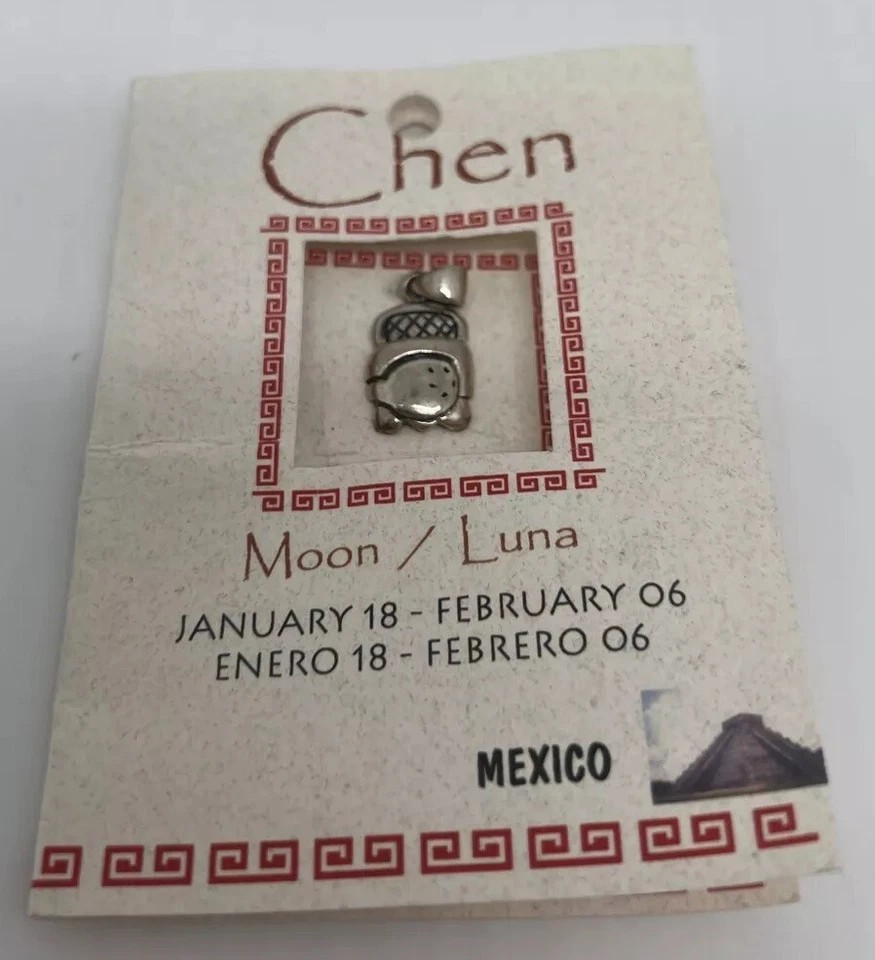 Chen
Moon / Luna
JANUARY 18 - FEBRUARY 06
ENERO 18 - FEBRERO 06
MEXICO